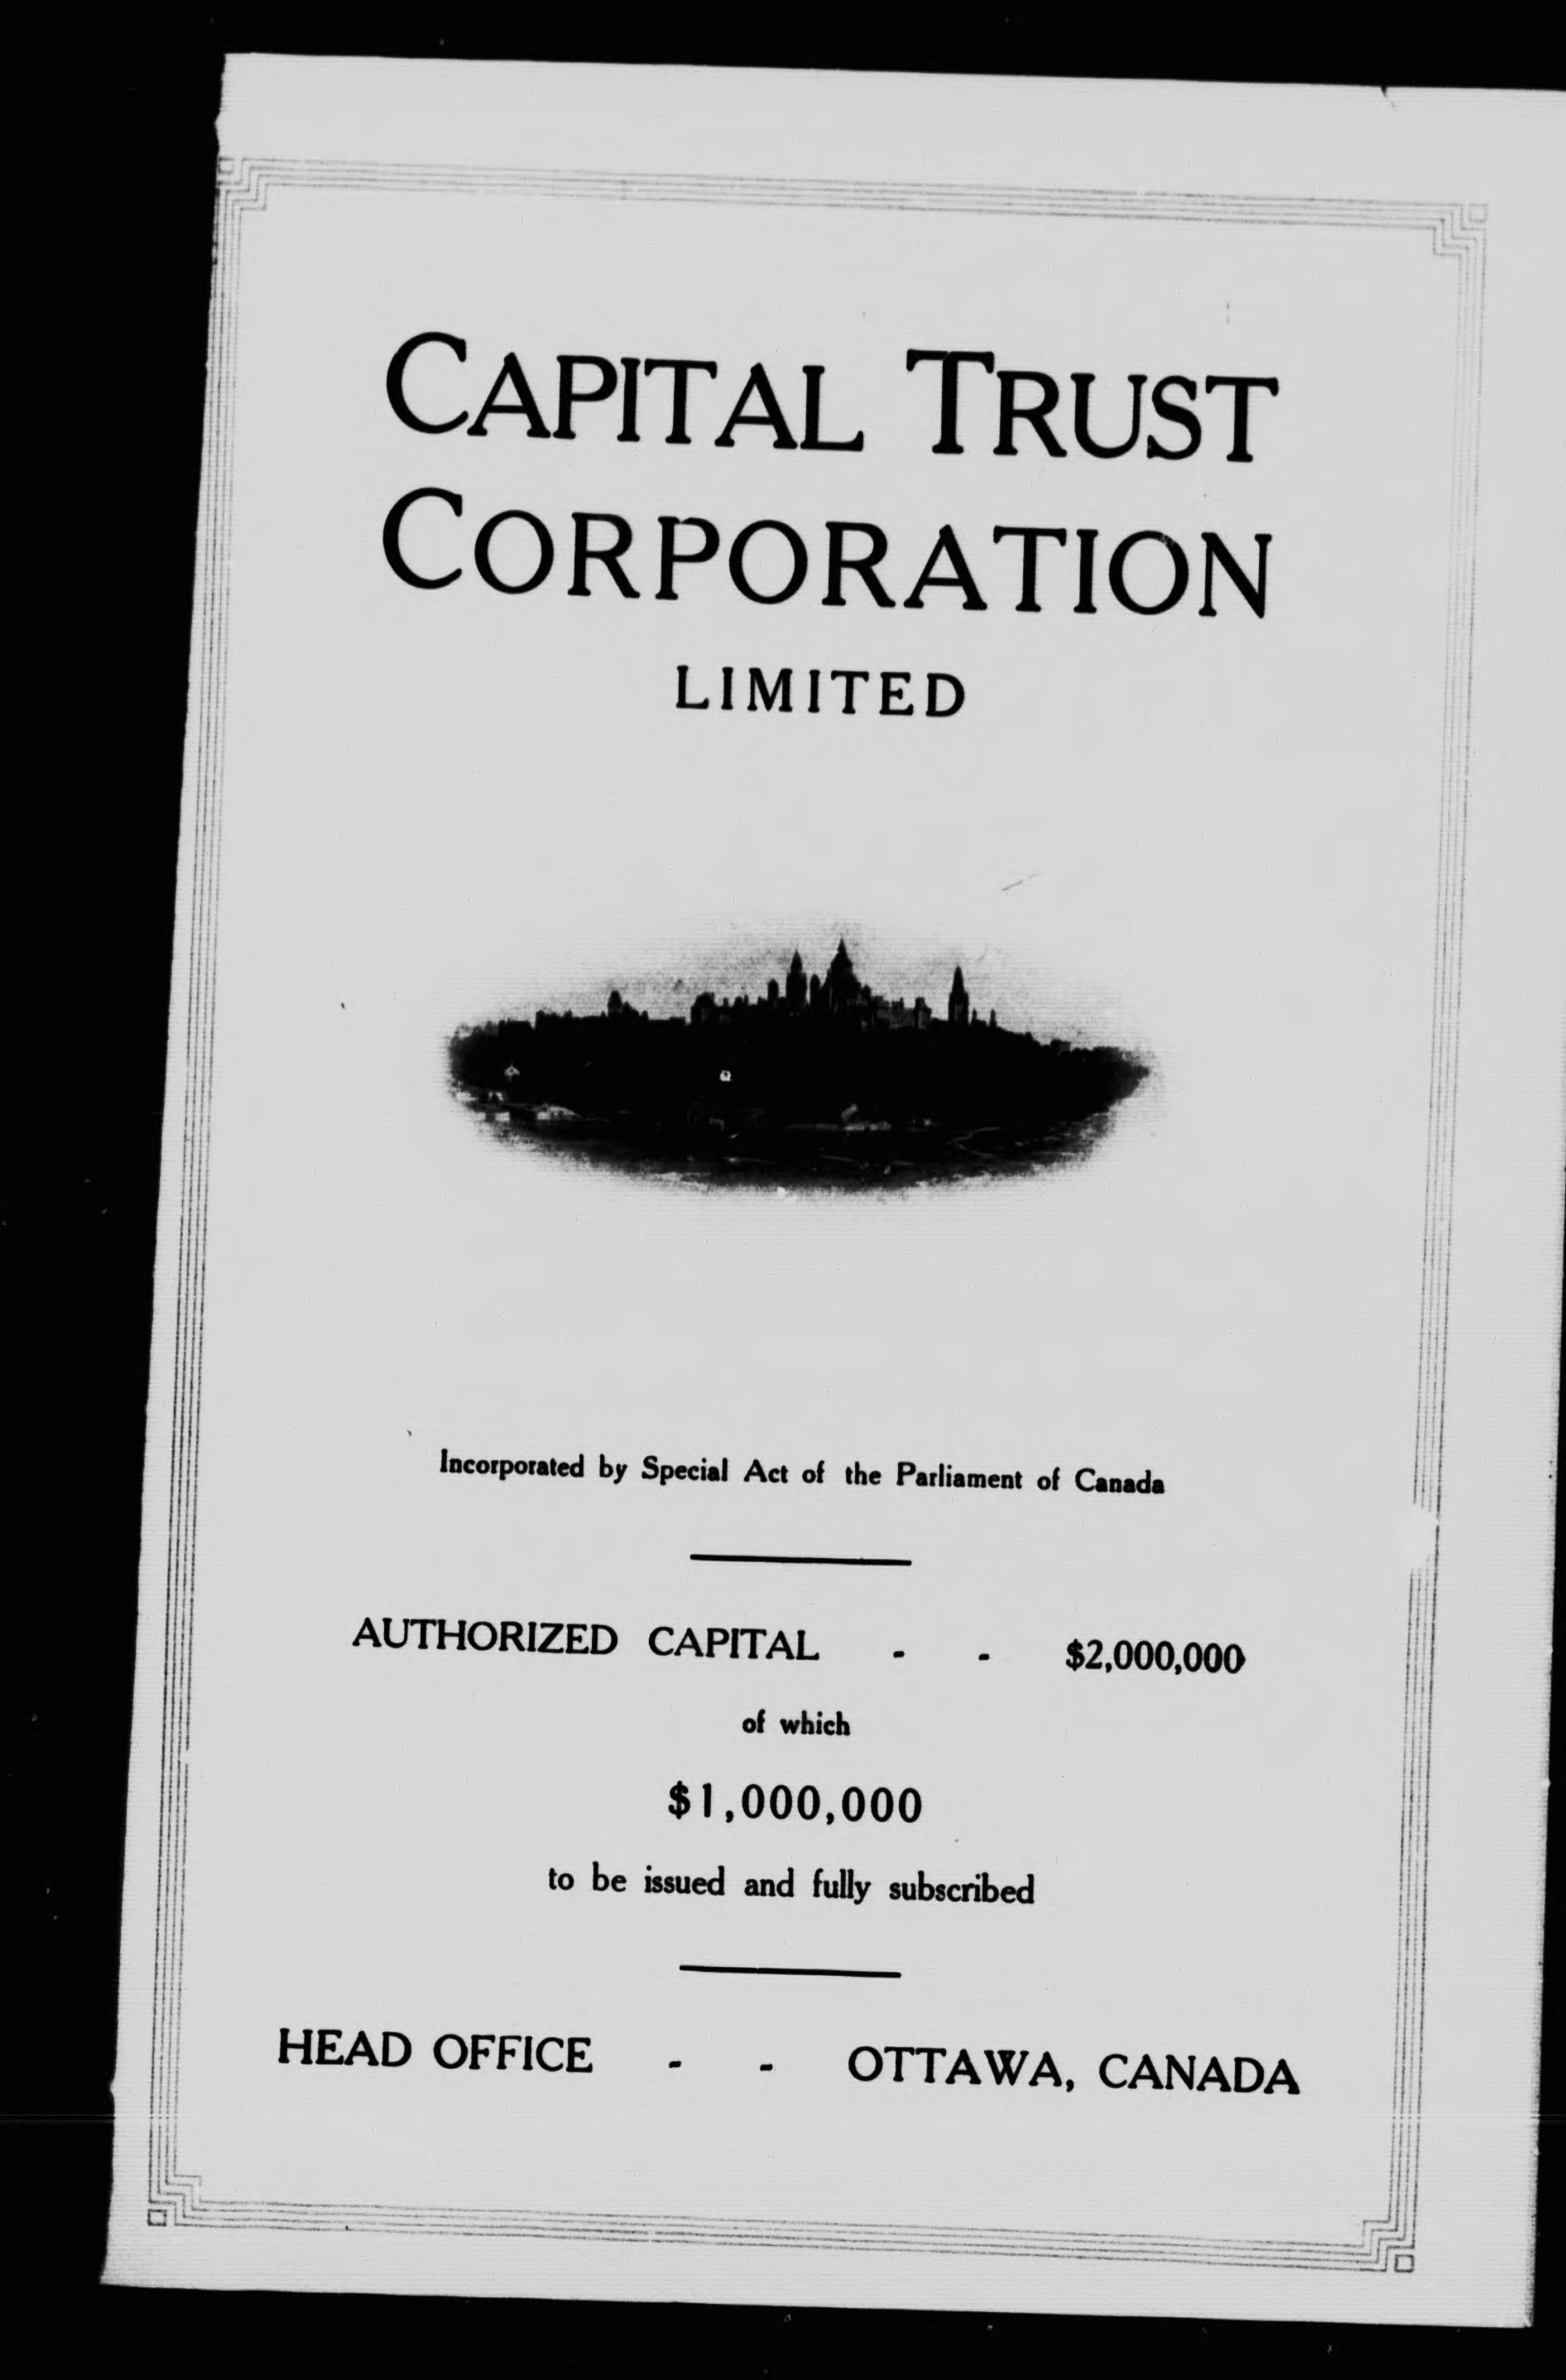 CAPITAL TRUST
CORPORATION
LIMITED
Incorporated by Special Act of the Parliament of Canada
AUTHORIZED CAPITAL - - $2,000,000
of which
$1,000,000
to be issued and fully subscribed
HEAD OFFICE - - OTTAWA, CANADA